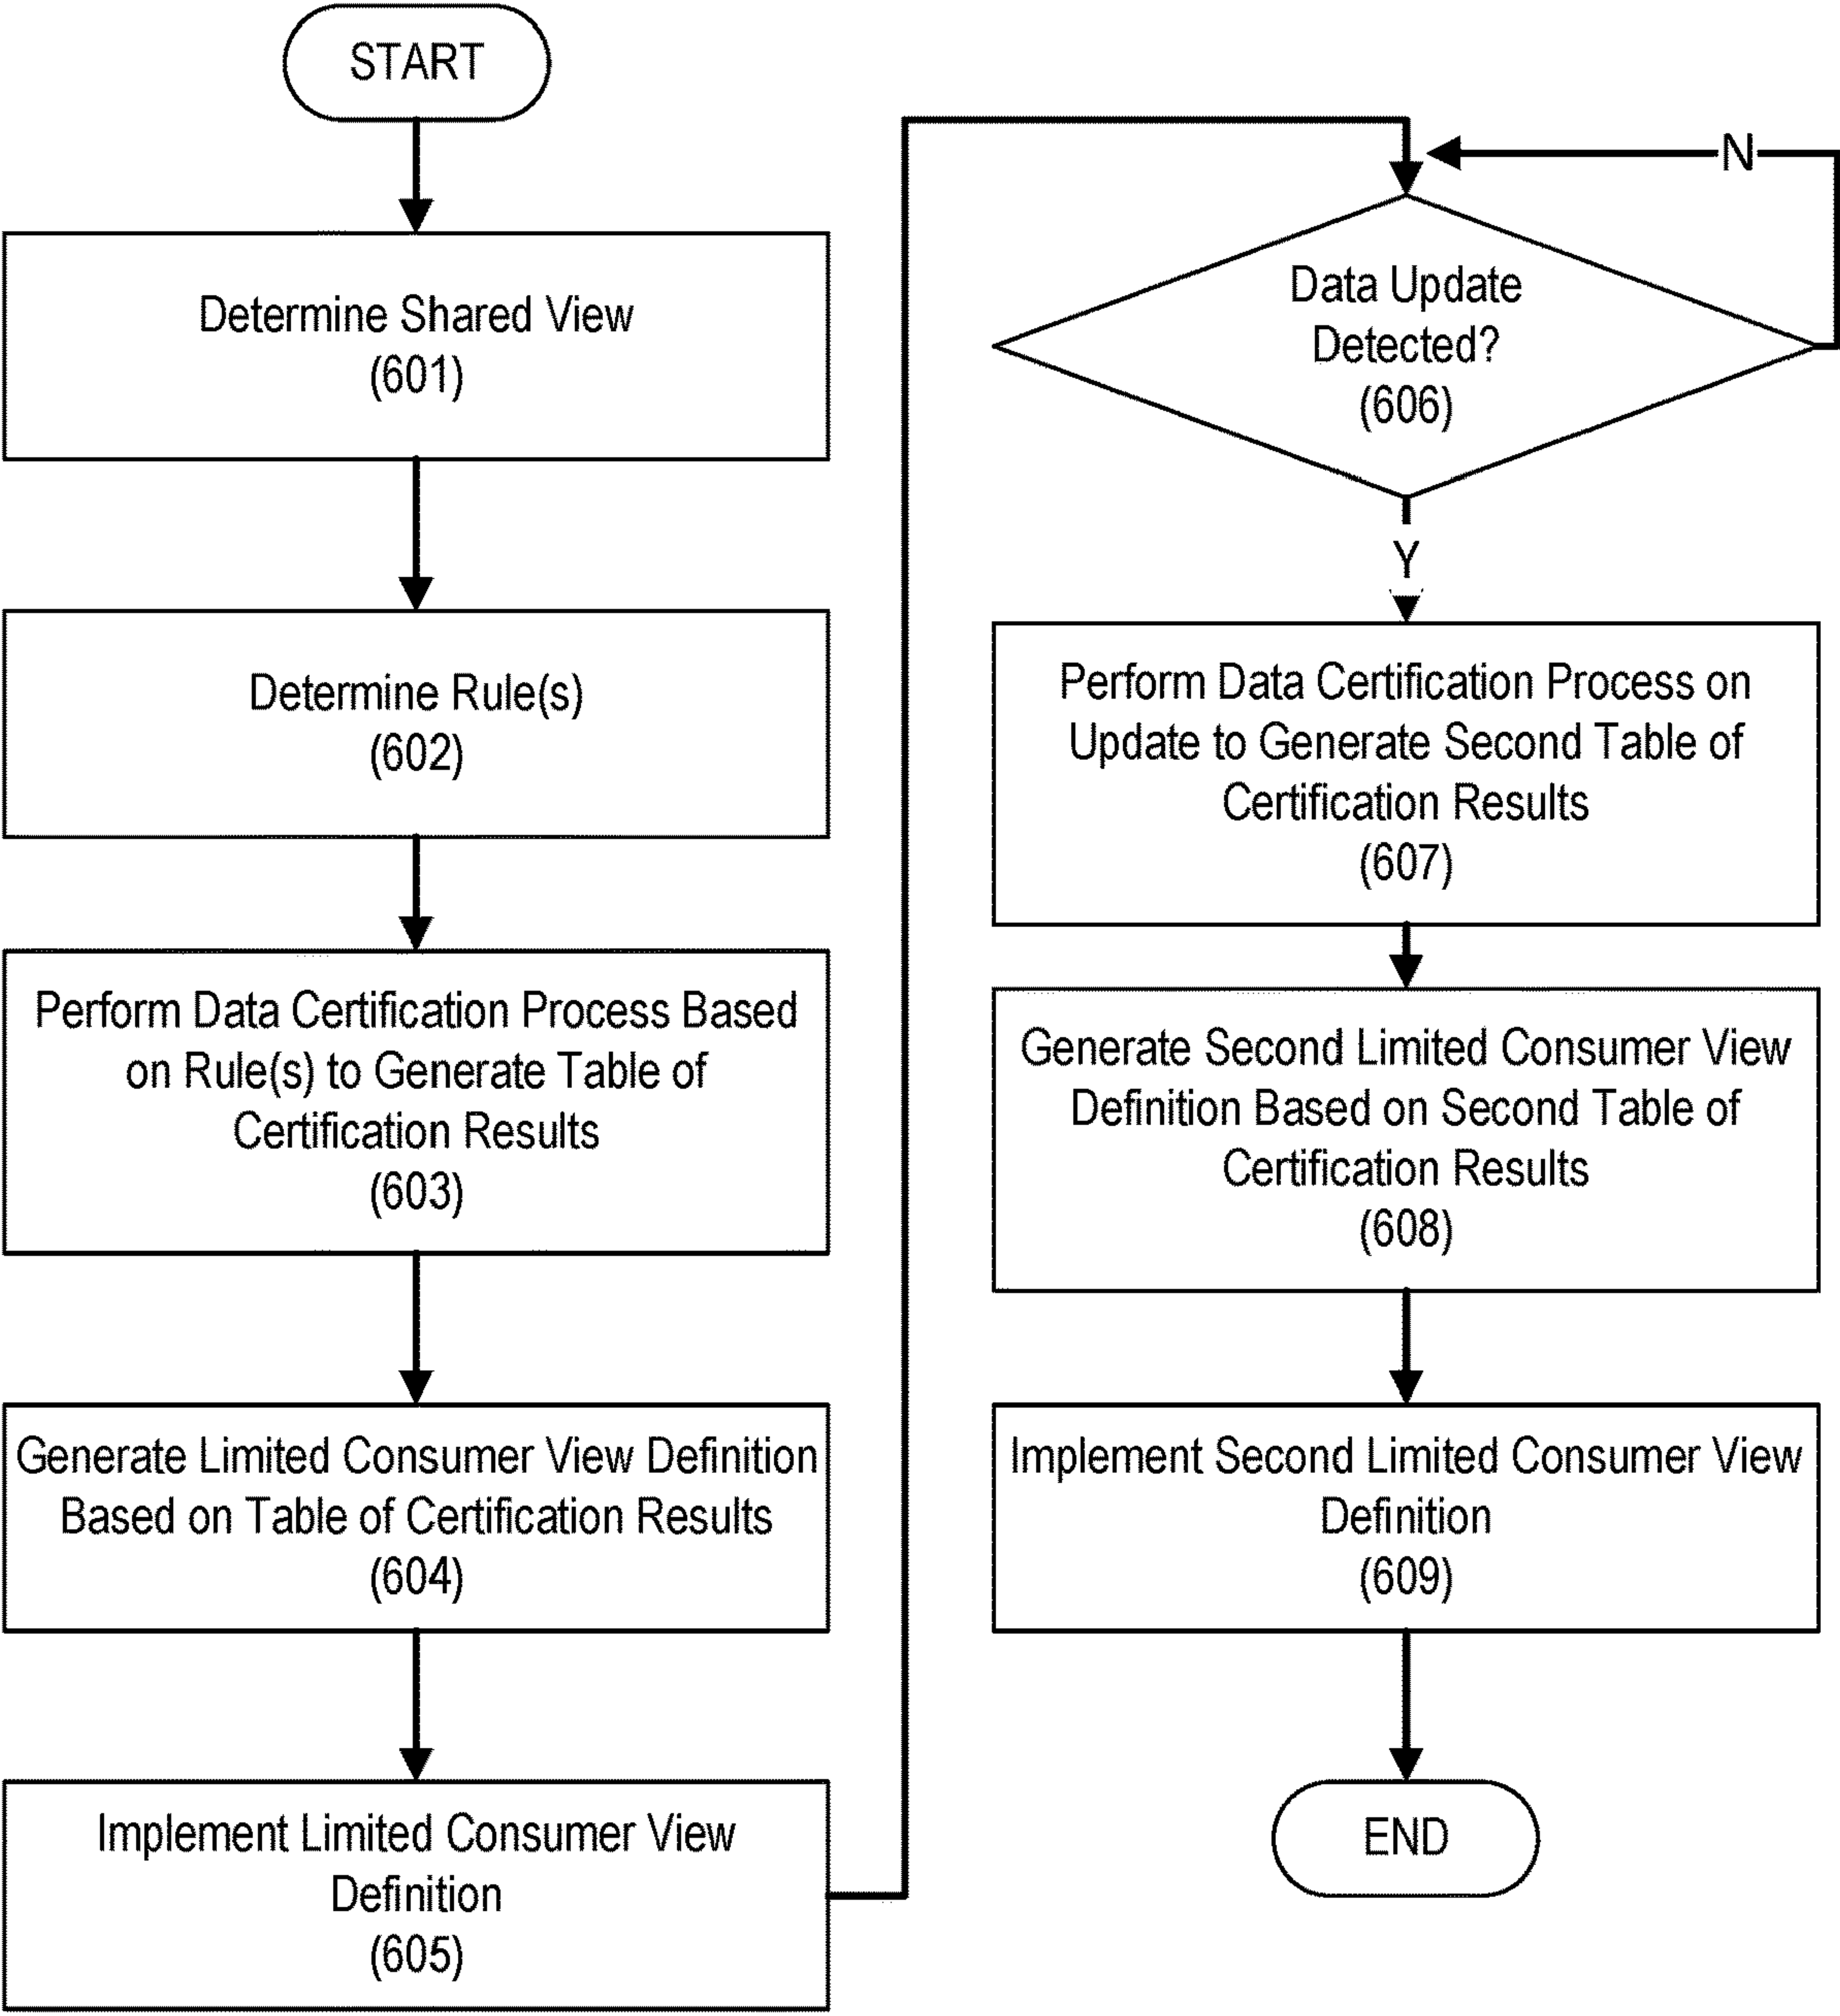 START
Determine Shared View
(601)
Determine Rule(s)
(602)
Perform Data Certification Process Based
on Rule(s) to Generate Table of
Certification Results
(603)
Generate Limited Consumer View Definition
Based on Table of Certification Results
(604)
Implement Limited Consumer View
Definition
(605)
N
Data Update
Detected?
(606)
Y
Perform Data Certification Process on
Update to Generate Second Table of
Certification Results
(607)
Generate Second Limited Consumer View
Definition Based on Second Table of
Certification Results
(608)
Implement Second Limited Consumer View
Definition
(609)
END